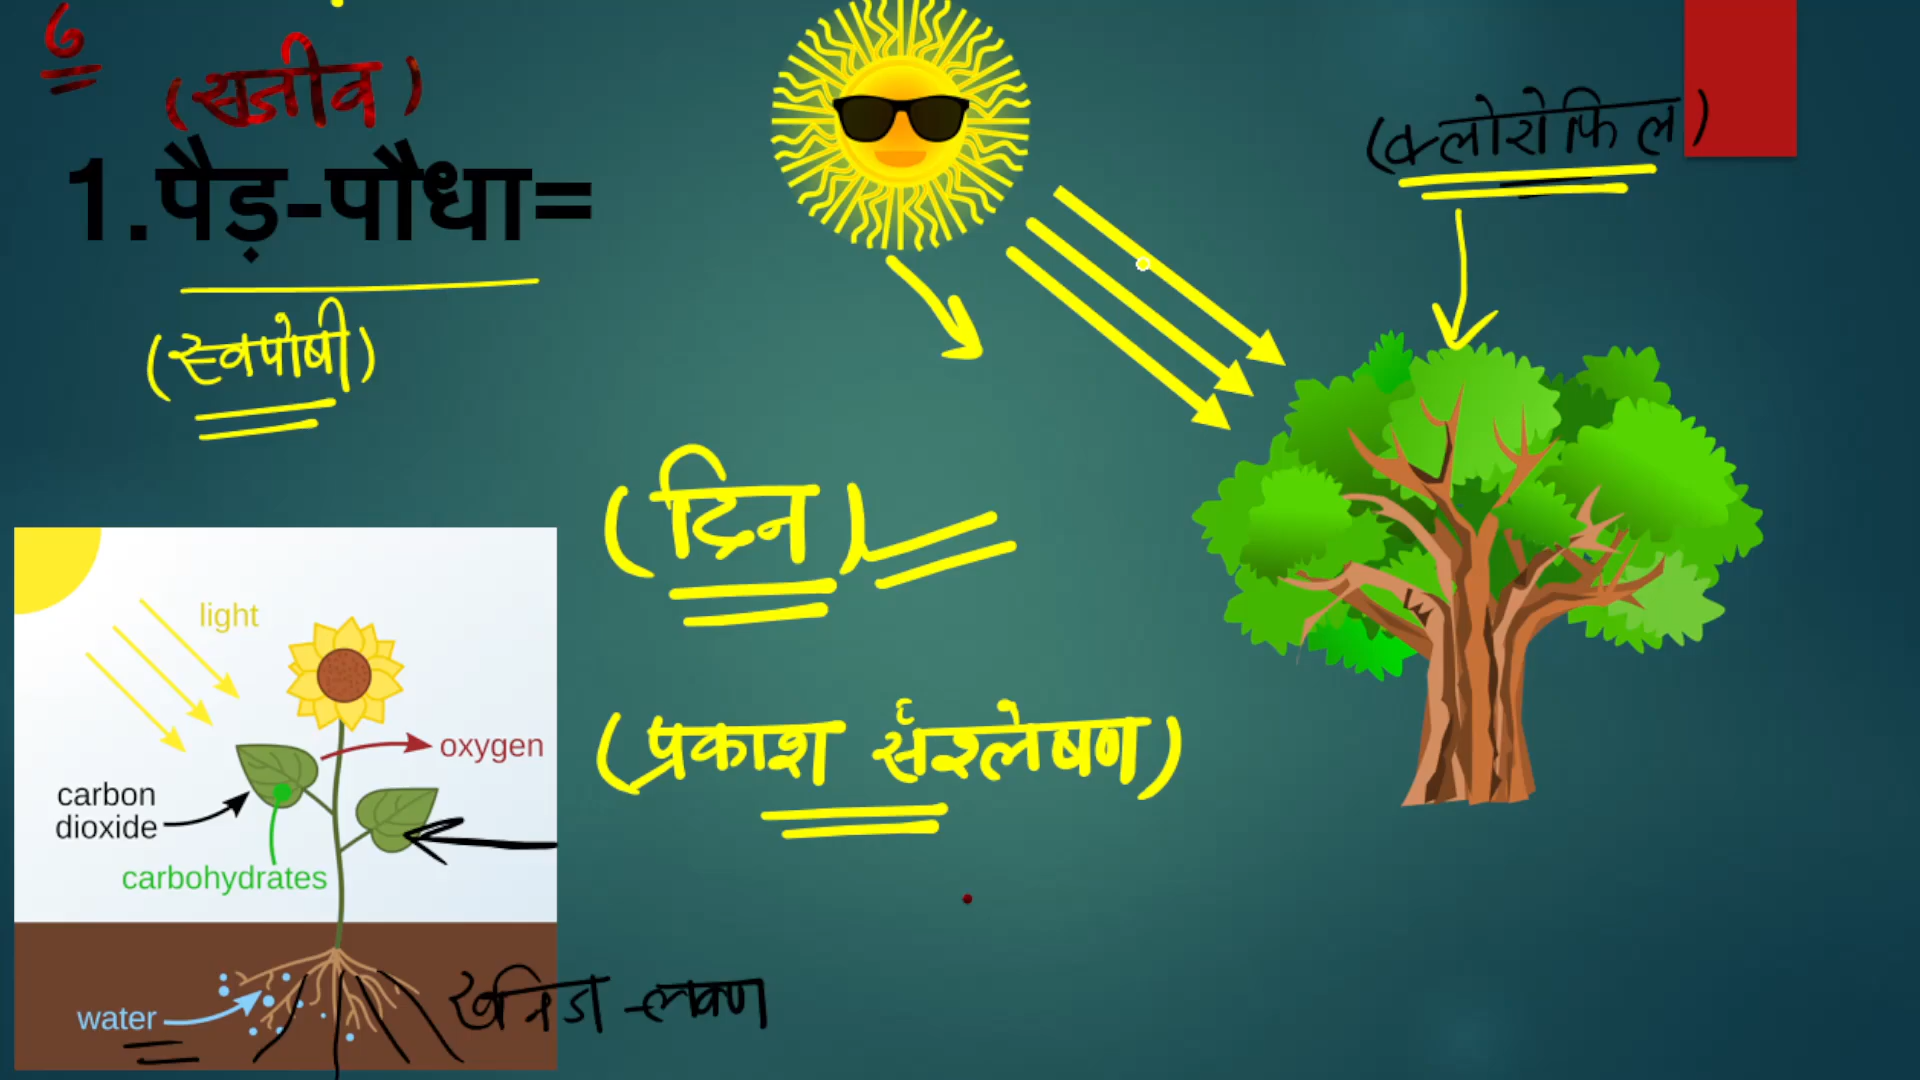 6
(सजीव)
1.पैड़-पौधा=
(स्वपोषी)
(क्लोरोफिल)
(दिन)
(प्रकाश संश्लेषण)
light
oxygen
carbon
dioxide
carbohydrates
water
खनिज-लवण